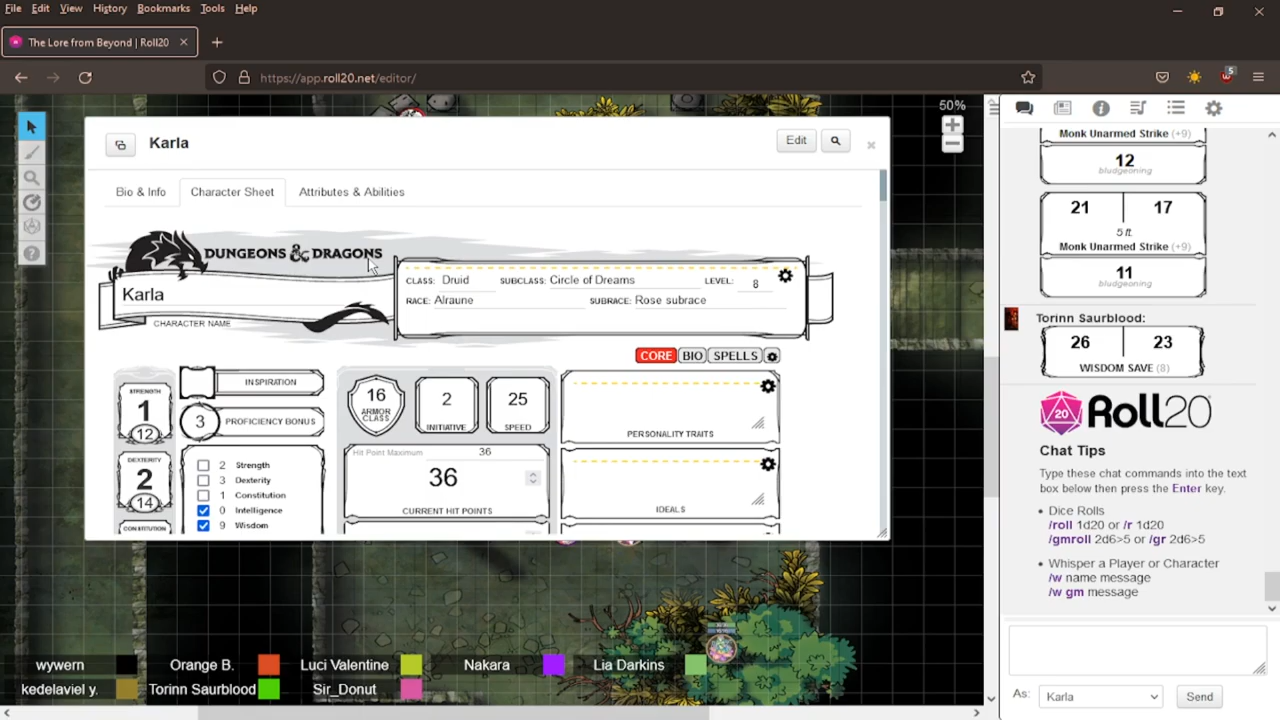 File Edit View History Bookmarks Tools Help
The Lore from Beyond | Roll20
https://app.roll20.net/editor/
5
50%
Karla
Edit
Bio & Info Character Sheet Attributes & Abilities
DUNGEONS & DRAGONS
Karla
CHARACTER NAME
CLASS: Druid SUBCLASS: Circle of Dreams LEVEL: 8
RACE: Alraune SUBRACE: Rose subrace
CORE BIO SPELLS
STRENGTH
1
12
DEXTERITY
2
14
CONSTITUTION
INSPIRATION
3 PROFICIENCY BONUS
2 Strength
3 Dexterity
1 Constitution
0 Intelligence
9 Wisdom
16
ARMOR
CLASS
2
INITIATIVE
25
SPEED
Hit Point Maximum 36
36
CURRENT HIT POINTS
PERSONALITY TRAITS
IDEALS
Monk Unarmed Strike (+9)
12
bludgeoning
21 17
5 ft.
Monk Unarmed Strike (+9)
11
bludgeoning
Torinn Saurblood:
26 23
WISDOM SAVE (8)
20 Roll20
Chat Tips
Type these chat commands into the text
box below then press the Enter key.
• Dice Rolls
/roll 1d20 or /r 1d20
/gmroll 2d6>5 or /gr 2d6>5
• Whisper a Player or Character
/w name message
/w gm message
As: Karla Send
wywern Orange B. Luci Valentine Nakara Lia Darkins
kedelaviel y. Torinn Saurblood Sir_Donut